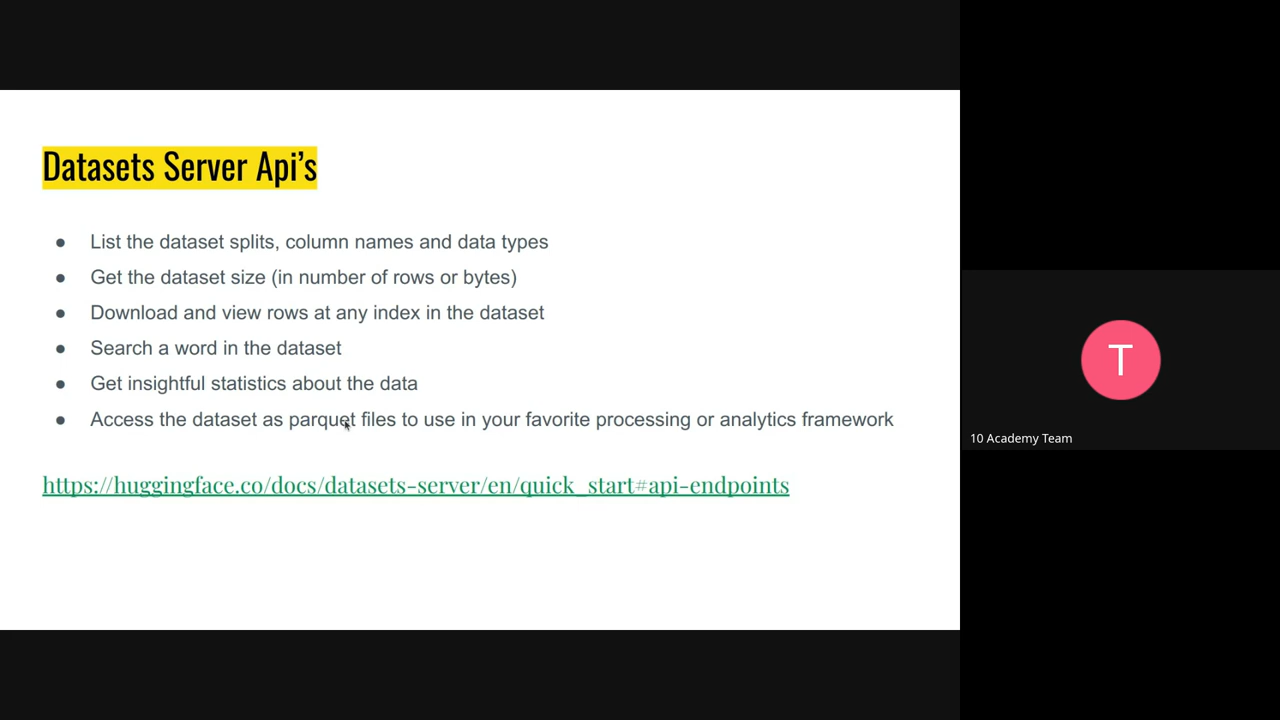 Datasets Server Api’s
● List the dataset splits, column names and data types
● Get the dataset size (in number of rows or bytes)
● Download and view rows at any index in the dataset
● Search a word in the dataset
● Get insightful statistics about the data
● Access the dataset as parquet files to use in your favorite processing or analytics framework
https://huggingface.co/docs/datasets-server/en/quick_start#api-endpoints
T
10 Academy Team